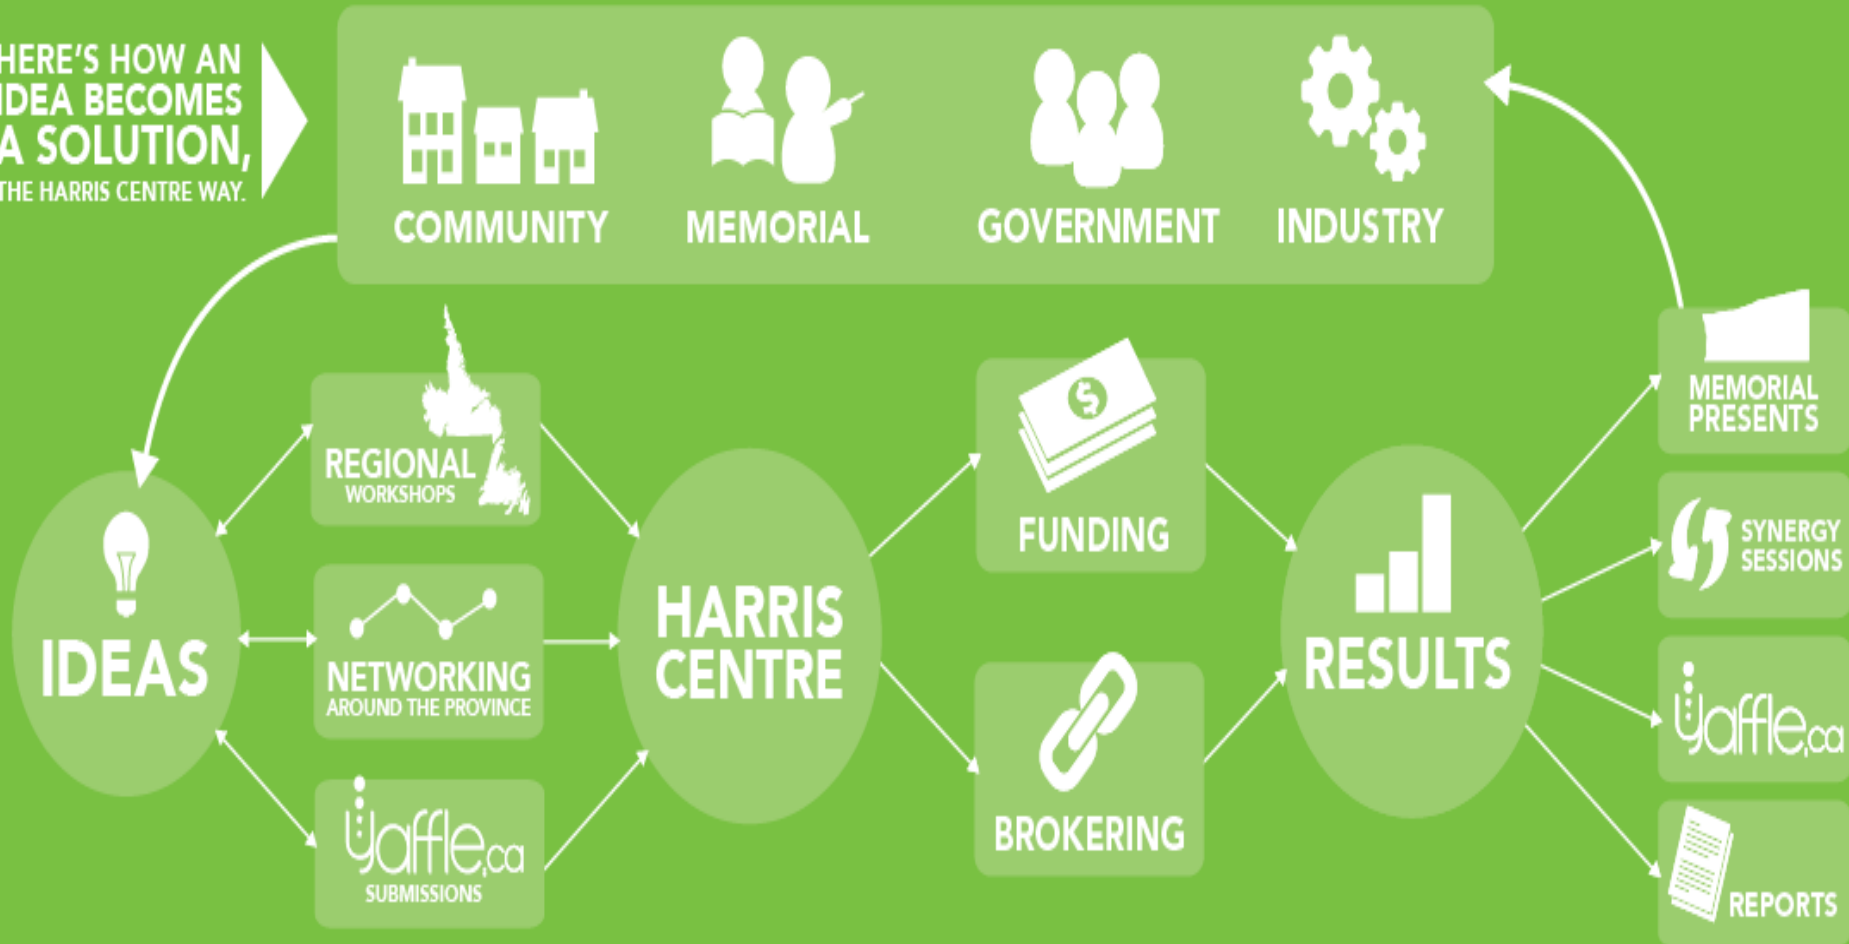 HERE'S HOW AN
IDEA BECOMES
A SOLUTION,
THE HARRIS CENTRE WAY.
COMMUNITY
MEMORIAL
GOVERNMENT
INDUSTRY
IDEAS
REGIONAL
WORKSHOPS
NETWORKING
AROUND THE PROVINCE
yaffle.ca
SUBMISSIONS
HARRIS
CENTRE
$
FUNDING
BROKERING
RESULTS
MEMORIAL
PRESENTS
SYNERGY
SESSIONS
yaffle.ca
REPORTS